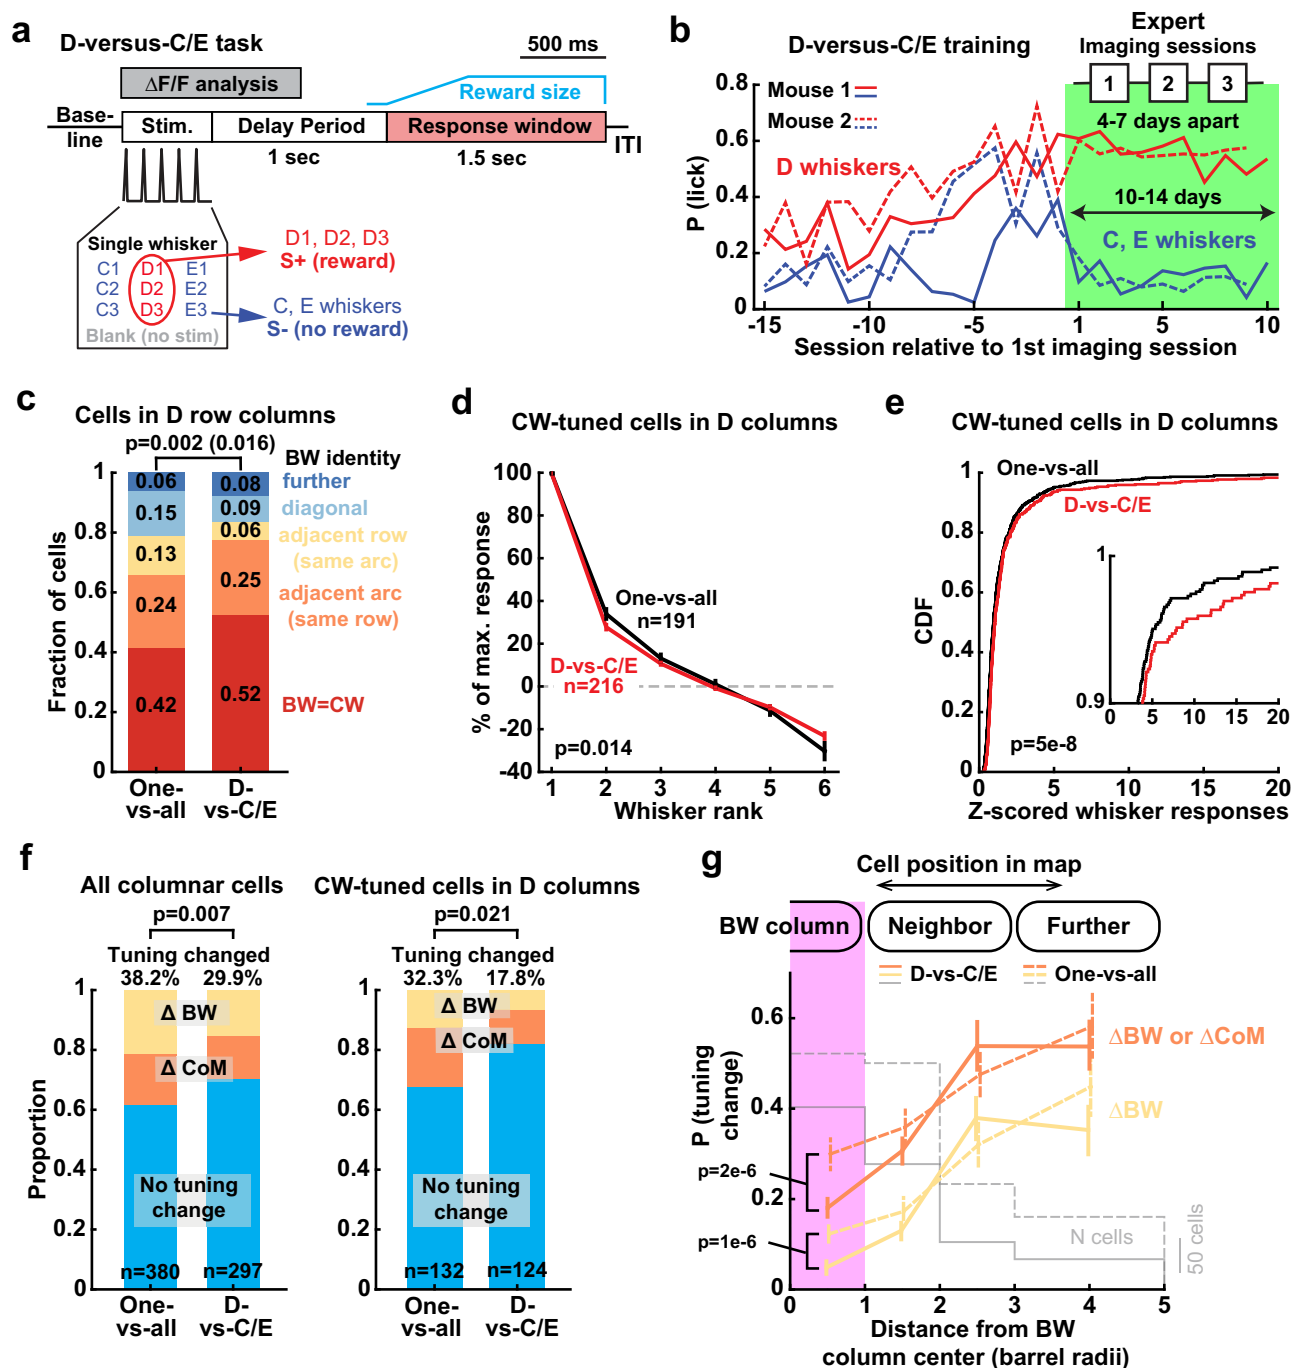 a
D-versus-C/E task
500 ms
ΔF/F analysis
Reward size
Base-
line
Stim.
Delay Period
Response window
ITI
1 sec
1.5 sec
Single whisker
C1 D1 E1
C2 D2 E2
C3 D3 E3
Blank (no stim)
D1, D2, D3
S+ (reward)
C, E whiskers
S- (no reward)
b
D-versus-C/E training
Expert
Imaging sessions
1 2 3
4-7 days apart
Mouse 1
Mouse 2
D whiskers
10-14 days
C, E whiskers
P (lick)
0.8
0.6
0.4
0.2
0
-15 -10 -5 1 5 10
Session relative to 1st imaging session
c
Cells in D row columns
p=0.002 (0.016)
BW identity
further
diagonal
adjacent row
(same arc)
adjacent arc
(same row)
BW=CW
Fraction of cells
1
0.8
0.6
0.4
0.2
0
0.06
0.15
0.13
0.24
0.42
0.08
0.09
0.06
0.25
0.52
One-
vs-all
D-
vs-C/E
d
CW-tuned cells in D columns
% of max. response
100
80
60
40
20
0
-20
-40
One-vs-all
n=191
D-vs-C/E
n=216
p=0.014
1 2 3 4 5 6
Whisker rank
e
CW-tuned cells in D columns
One-vs-all
D-vs-C/E
CDF
1
0.8
0.6
0.4
0.2
0
1
0.9
0 5 10 15 20
p=5e-8
0 5 10 15 20
Z-scored whisker responses
f
All columnar cells
p=0.007
Tuning changed
38.2% 29.9%
Δ BW
Δ CoM
No tuning
change
n=380 n=297
Proportion
1
0.8
0.6
0.4
0.2
0
One-
vs-all
D-
vs-C/E
CW-tuned cells in D columns
p=0.021
Tuning changed
32.3% 17.8%
Δ BW
Δ CoM
No tuning
change
n=132 n=124
1
0.8
0.6
0.4
0.2
0
One-
vs-all
D-
vs-C/E
g
Cell position in map
BW column
Neighbor
Further
D-vs-C/E
One-vs-all
ΔBW or ΔCoM
ΔBW
P (tuning
change)
0.6
0.4
0.2
0
p=2e-6
p=1e-6
N cells
50 cells
0 1 2 3 4 5
Distance from BW
column center (barrel radii)